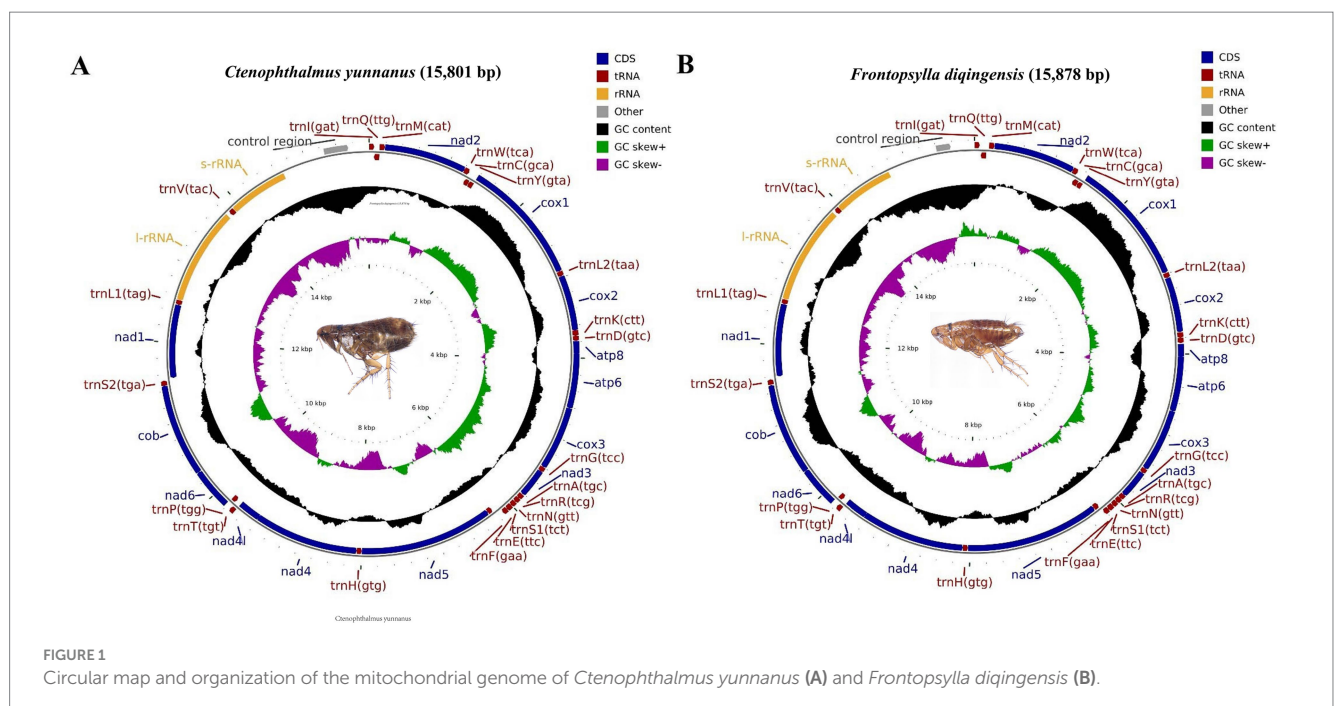 A
Ctenophthalmus yunnanus (15,801 bp)
CDS
tRNA
rRNA
Other
GC content
GC skew+
GC skew-
trnQ(ttg)
trnI(gat)
trnM(cat)
control region
nad2
s-rRNA
trnW(tca)
trnC(gca)
trnY(gta)
trnV(tac)
cox1
l-rRNA
trnL2(taa)
trnL1(tag)
cox2
nad1
trnK(ctt)
trnD(gtc)
atp8
trnS2(tga)
atp6
cob
cox3
trnG(tcc)
nad3
trnA(tgc)
nad6
trnR(tcg)
trnP(tgg)
trnN(gtt)
trnT(tgt)
trnS1(tct)
nad4l
trnE(ttc)
trnF(gaa)
nad4
nad5
trnH(gtg)
14 kbp
2 kbp
12 kbp
4 kbp
10 kbp
6 kbp
8 kbp
Ctenophthalmus yunnanus
B
Frontopsylla diqingensis (15,878 bp)
CDS
tRNA
rRNA
Other
GC content
GC skew+
GC skew-
trnQ(ttg)
trnI(gat)
trnM(cat)
control region
nad2
s-rRNA
trnW(tca)
trnC(gca)
trnY(gta)
trnV(tac)
cox1
l-rRNA
trnL2(taa)
trnL1(tag)
cox2
nad1
trnK(ctt)
trnD(gtc)
atp8
trnS2(tga)
atp6
cob
cox3
trnG(tcc)
trnA(tgc)
nad3
nad6
trnR(tcg)
trnP(tgg)
trnN(gtt)
trnT(tgt)
trnS1(tct)
nad4l
trnE(ttc)
trnF(gaa)
nad4
nad5
trnH(gtg)
14 kbp
2 kbp
12 kbp
4 kbp
10 kbp
6 kbp
8 kbp
FIGURE 1
Circular map and organization of the mitochondrial genome of Ctenophthalmus yunnanus (A) and Frontopsylla diqingensis (B).